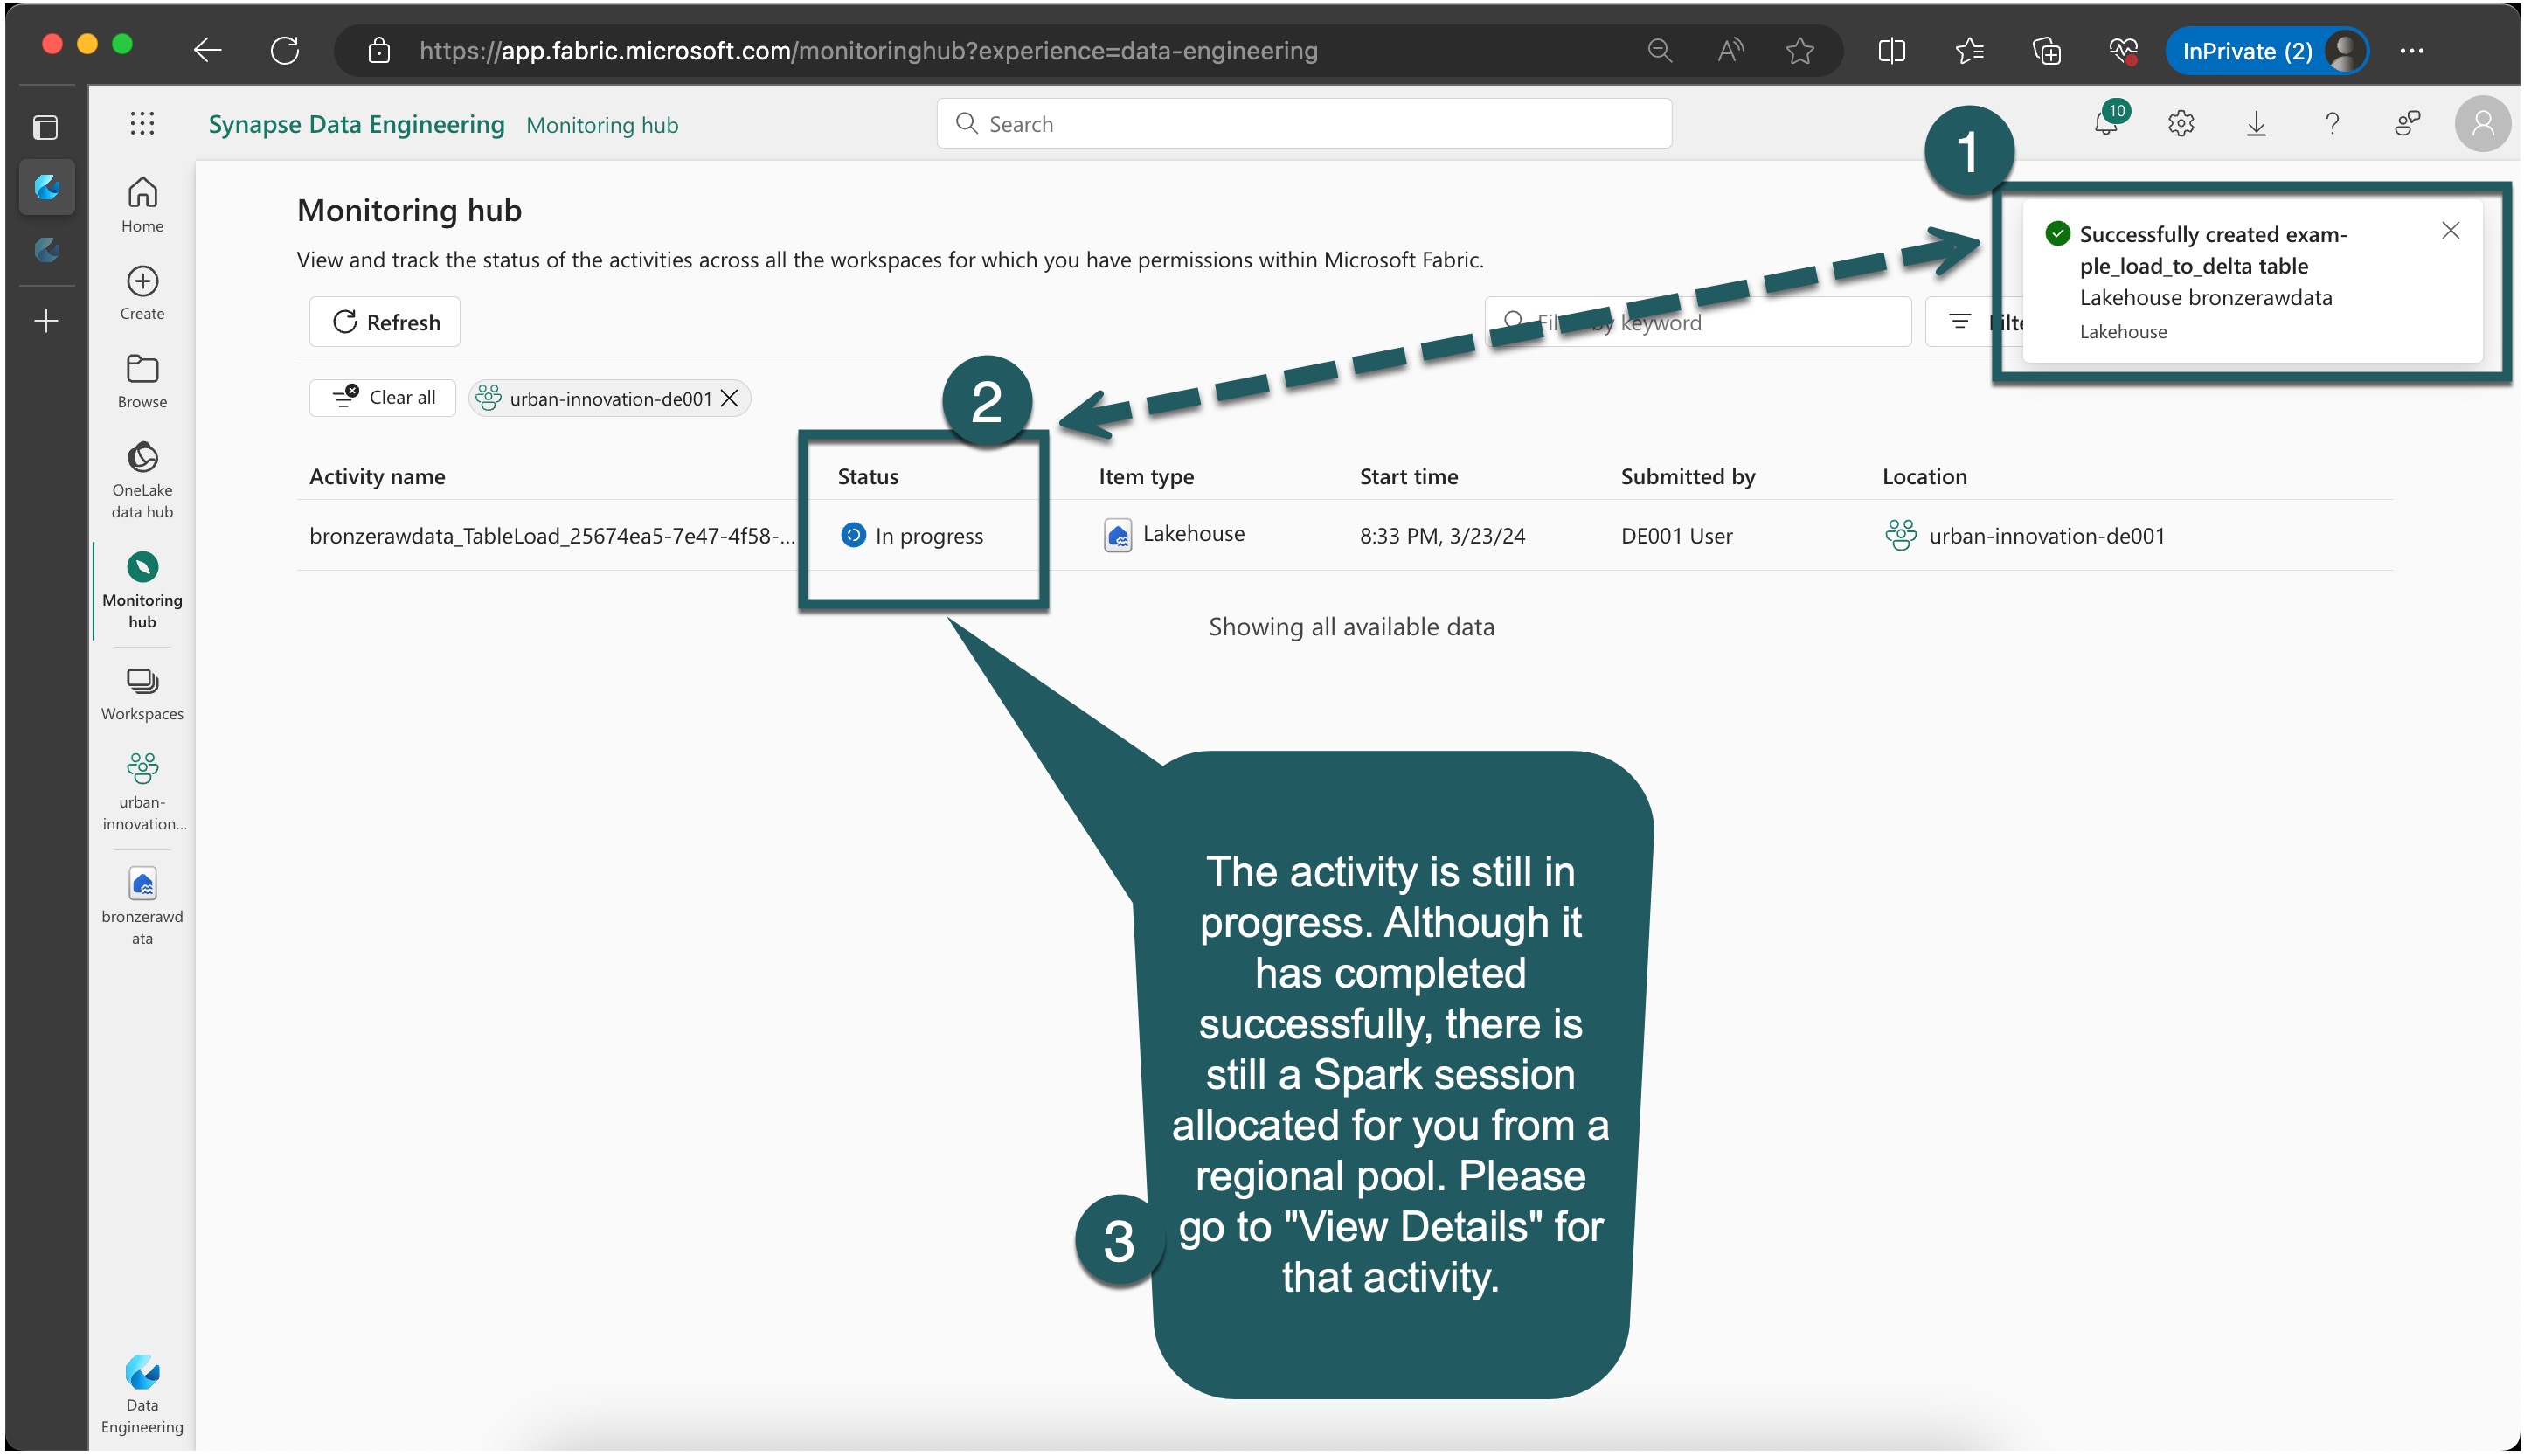 https://app.fabric.microsoft.com/monitoringhub?experience=data-engineering
InPrivate (2)
Synapse Data Engineering
Monitoring hub
Search
10
1
Home
Create
Browse
OneLake
data hub
Monitoring
hub
Workspaces
urban-
innovation...
bronzerawd
ata
Data
Engineering
Monitoring hub
View and track the status of the activities across all the workspaces for which you have permissions within Microsoft Fabric.
Successfully created exam-
ple_load_to_delta table
Lakehouse bronzerawdata
Lakehouse
Refresh
by keyword
Clear all
urban-innovation-de001
2
Activity name
Status
Item type
Start time
Submitted by
Location
bronzerawdata_TableLoad_25674ea5-7e47-4f58-...
In progress
Lakehouse
8:33 PM, 3/23/24
DE001 User
urban-innovation-de001
Showing all available data
The activity is still in
progress. Although it
has completed
successfully, there is
still a Spark session
allocated for you from a
regional pool. Please
go to "View Details" for
that activity.
3